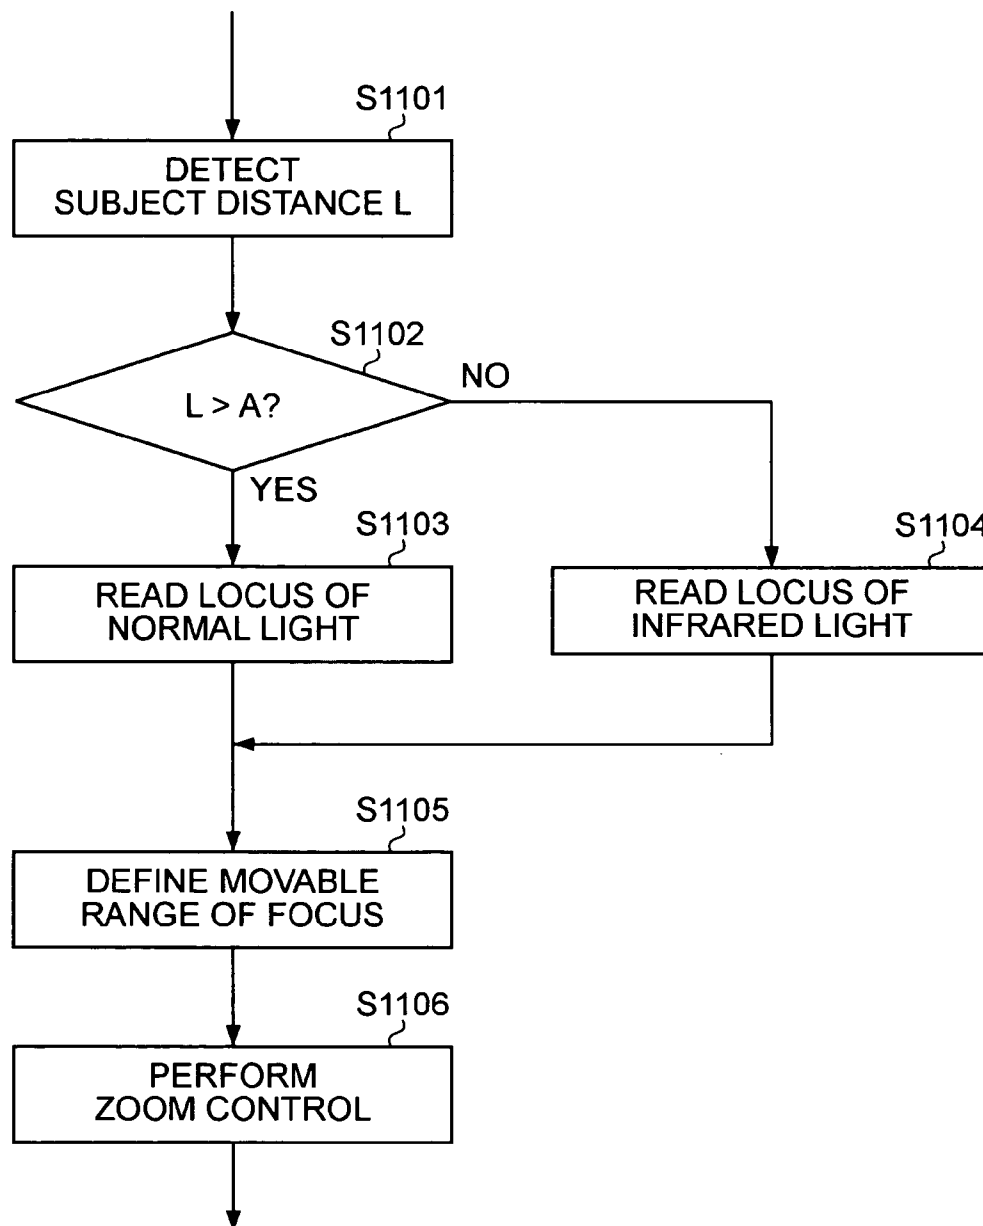 S1101
DETECT
SUBJECT DISTANCE L
S1102
L > A?
NO
YES
S1103
READ LOCUS OF
NORMAL LIGHT
S1104
READ LOCUS OF
INFRARED LIGHT
S1105
DEFINE MOVABLE
RANGE OF FOCUS
S1106
PERFORM
ZOOM CONTROL